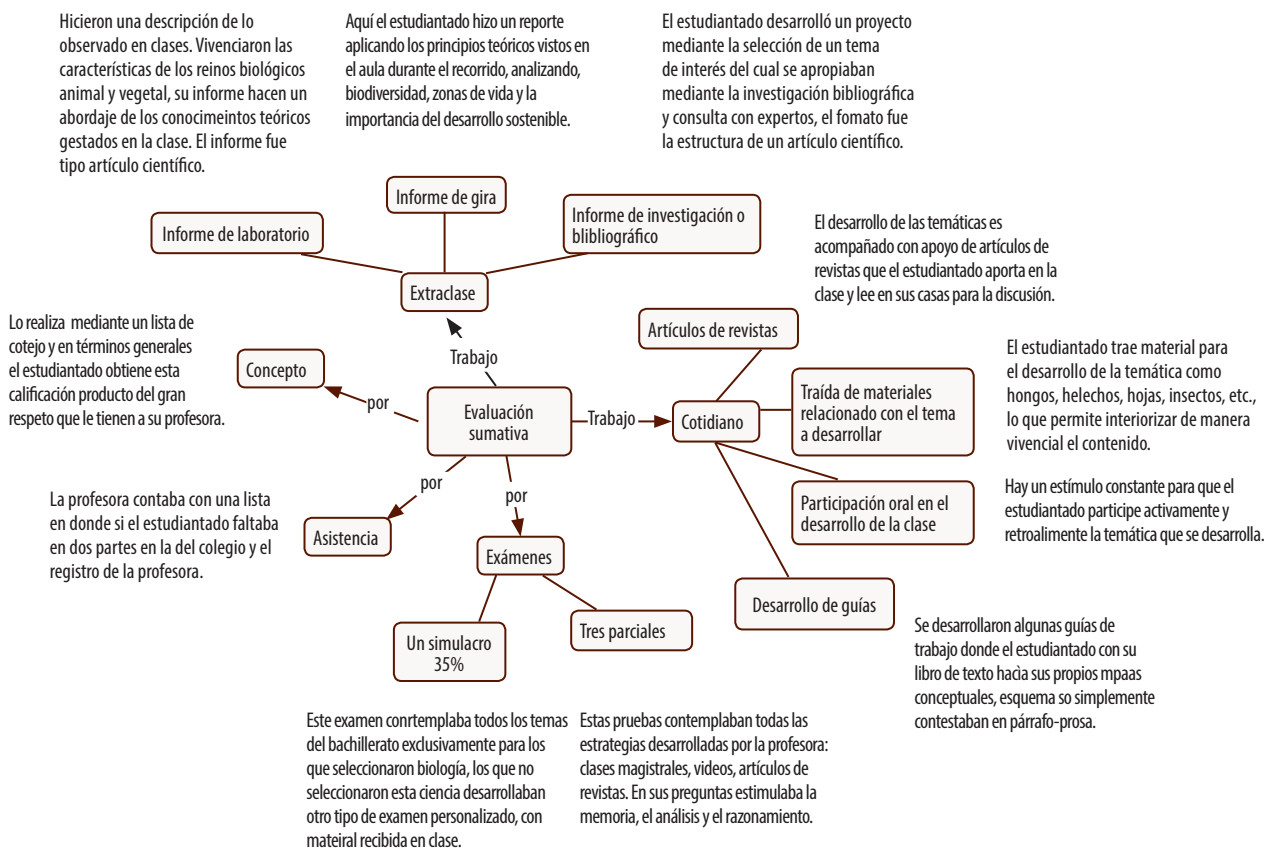 Hicieron una descripción de lo
observado en clases. Vivenciaron las
características de los reinos biológicos
animal y vegetal, su informe hacen un
abordaje de los conocimeintos teóricos
gestados en la clase. El informe fue
tipo artículo científico.
Aquí el estudiantado hizo un reporte
aplicando los principios teóricos vistos en
el aula durante el recorrido, analizando,
biodiversidad, zonas de vida y la
importancia del desarrollo sostenible.
El estudiantado desarrolló un proyecto
mediante la selección de un tema
de interés del cual se apropiaban
mediante la investigación bibliográfica
y consulta con expertos, el fomato fue
la estructura de un artículo científico.
Informe de laboratorio
Informe de gira
Informe de investigación o
blibliográfico
Extraclase
El desarrollo de las temáticas es
acompañado con apoyo de artículos de
revistas que el estudiantado aporta en la
clase y lee en sus casas para la discusión.
Lo realiza mediante un lista de
cotejo y en términos generales
el estudiantado obtiene esta
calificación producto del gran
respeto que le tienen a su profesora.
Concepto
por
Trabajo
Evaluación
sumativa
Trabajo
Cotidiano
Artículos de revistas
Traída de materiales
relacionado con el tema
a desarrollar
El estudiantado trae material para
el desarrollo de la temática como
hongos, helechos, hojas, insectos, etc.,
lo que permite interiorizar de manera
vivencial el contenido.
Participación oral en el
desarrollo de la clase
Hay un estímulo constante para que el
estudiantado participe activamente y
retroalimente la temática que se desarrolla.
La profesora contaba con una lista
en donde si el estudiantado faltaba
en dos partes en la del colegio y el
registro de la profesora.
por
Asistencia
por
Exámenes
Un simulacro
35%
Tres parciales
Desarrollo de guías
Se desarrollaron algunas guías de
trabajo donde el estudiantado con su
libro de texto hacìa sus propios mpaas
conceptuales, esquema so simplemente
contestaban en párrafo-prosa.
Este examen conrtemplaba todos los temas
del bachillerato exclusivamente para los
que seleccionaron biología, los que no
seleccionaron esta ciencia desarrollaban
otro tipo de examen personalizado, con
mateiral recibida en clase.
Estas pruebas contemplaban todas las
estrategias desarrolladas por la profesora:
clases magistrales, videos, artículos de
revistas. En sus preguntas estimulaba la
memoria, el análisis y el razonamiento.